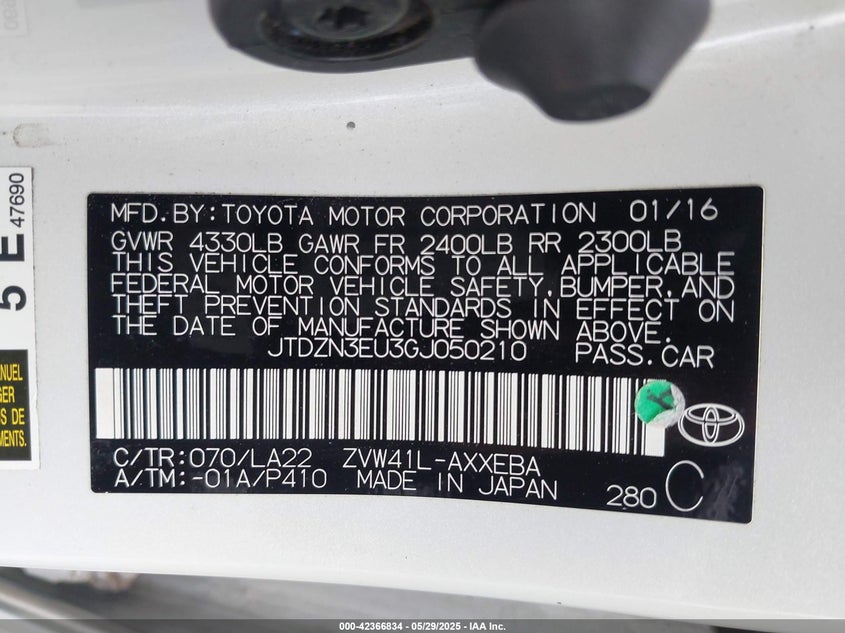 MFD.BY:TOYOTA MOTOR CORPORATION 01/16
GVWR 4330LB GAWR FR 2400LB RR 2300LB
THIS VEHICLE CONFORMS TO ALL APPLICABLE
FEDERAL MOTOR VEHICLE SAFETY,BUMPER,AND
THEFT PREVENTION STANDARDS IN EFFECT ON
THE DATE OF MANUFACTURE SHOWN ABOVE.
JTDZN3EU3GJ050210 PASS.CAR
C/TR:070/LA22 ZVW41L-AXXEBA
A/TM:-01A/P410 MADE IN JAPAN 280 C
5 E
47690
DE
000-42366834 - 05/29/2025 - IAA Inc.